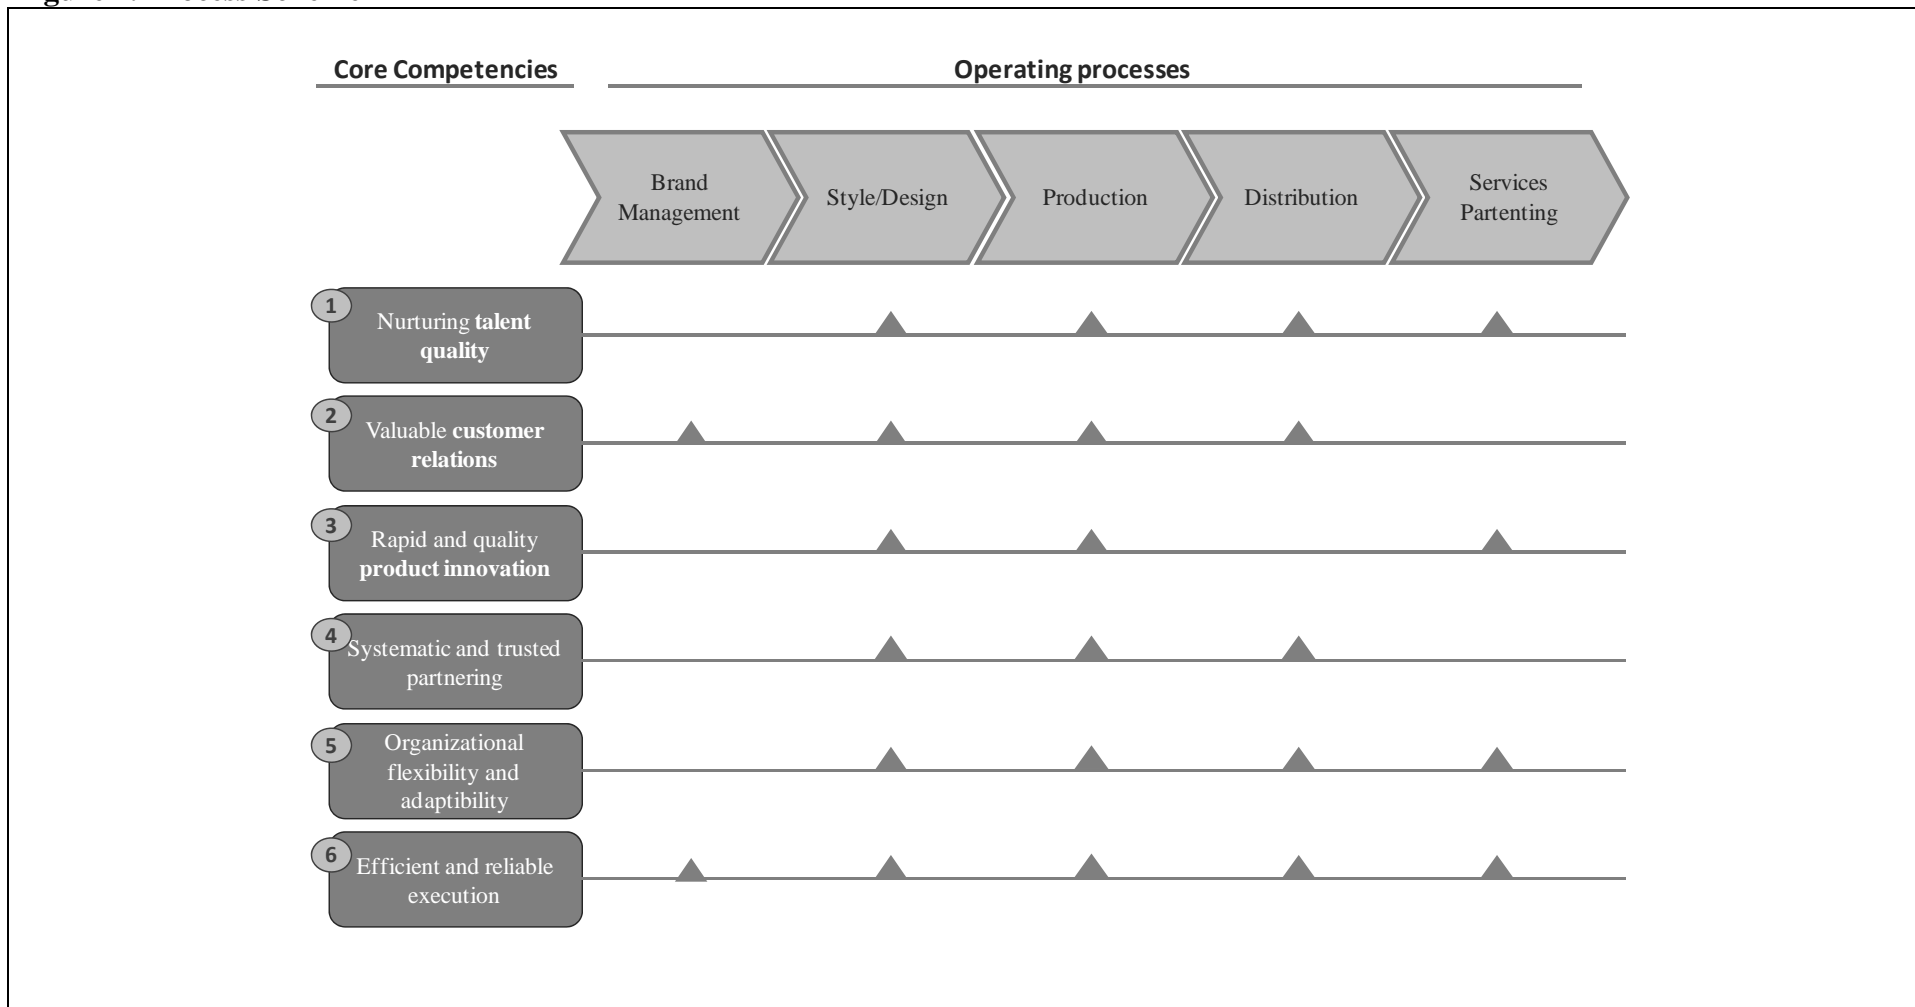 Core Competencies
Operating processes
Brand
Management
Style/Design
Production
Distribution
Services
Partenting
1
Nurturing talent
quality
2
Valuable customer
relations
3
Rapid and quality
product innovation
4
Systematic and trusted
partnering
5
Organizational
flexibility and
adaptibility
6
Efficient and reliable
execution